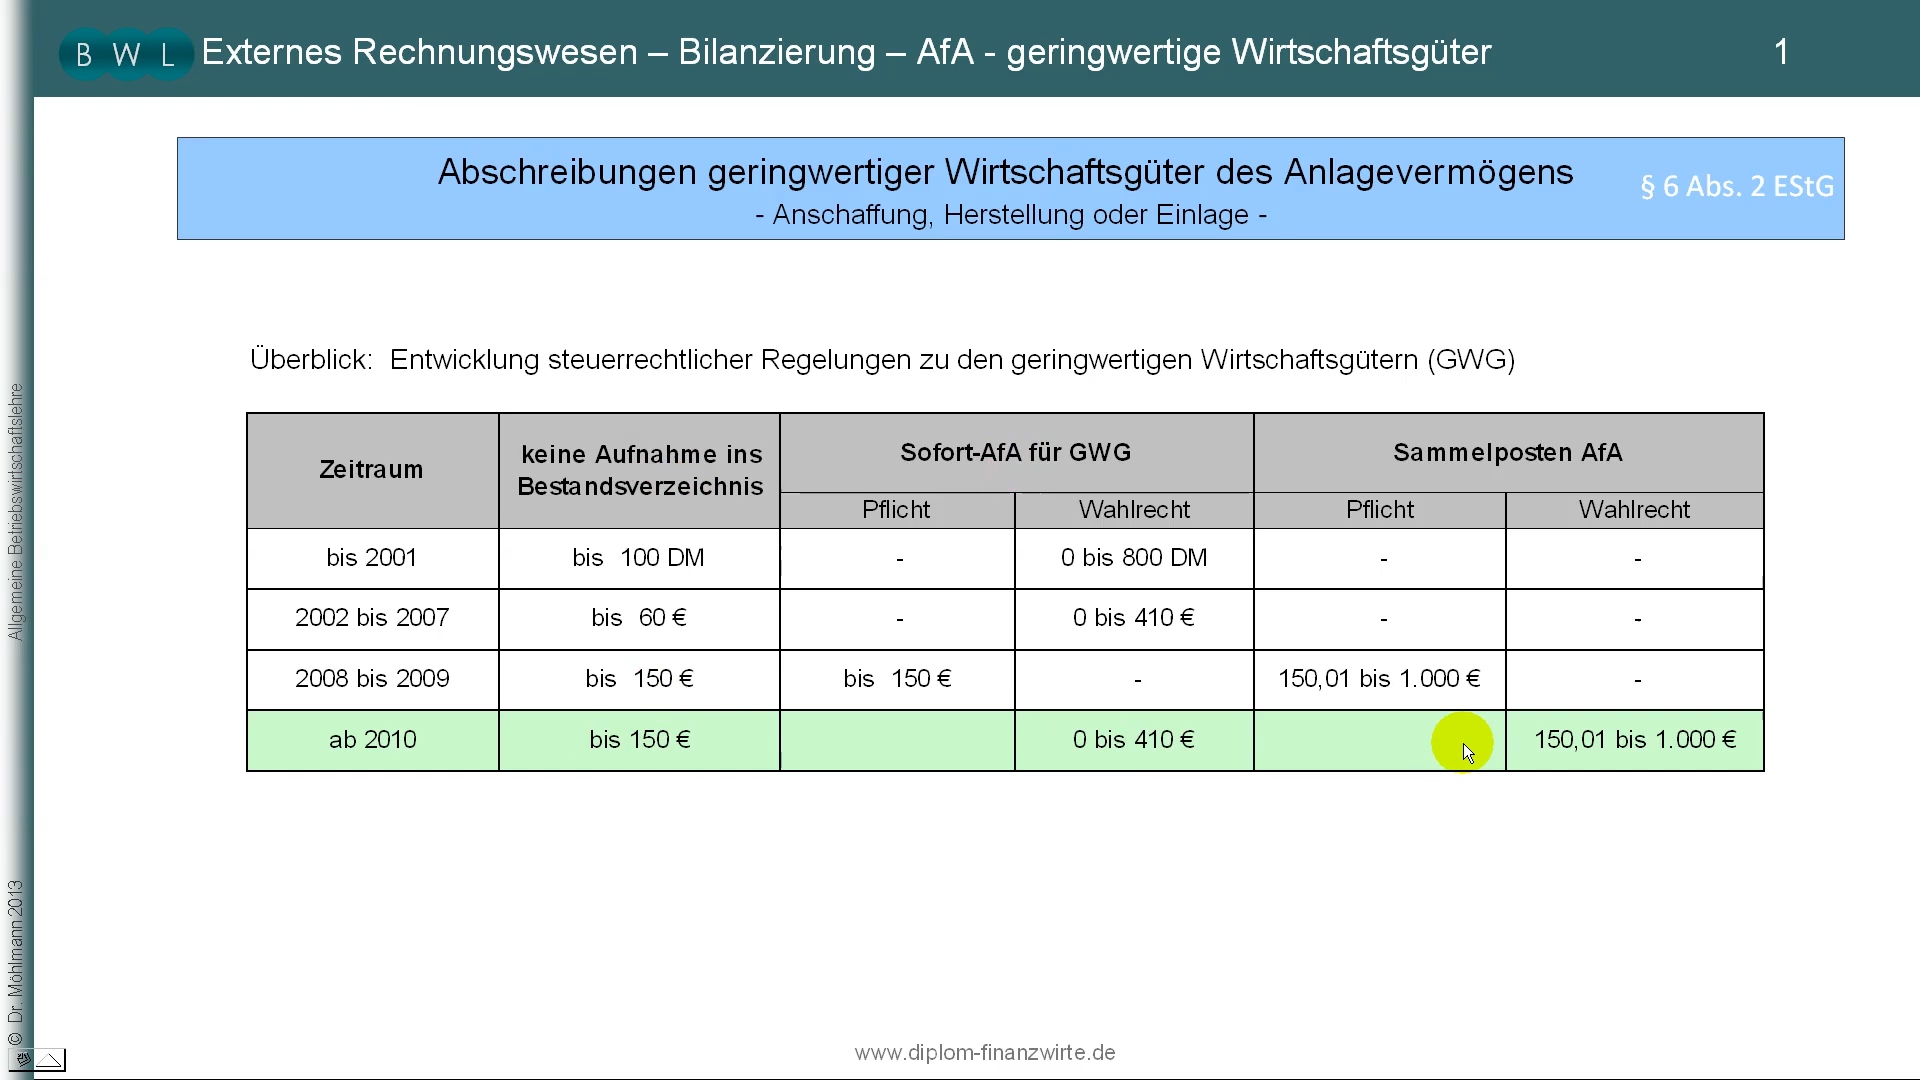 B W L Externes Rechnungswesen – Bilanzierung – AfA - geringwertige Wirtschaftsgüter 1
Abschreibungen geringwertiger Wirtschaftsgüter des Anlagevermögens
§ 6 Abs. 2 EStG
- Anschaffung, Herstellung oder Einlage -
Überblick: Entwicklung steuerrechtlicher Regelungen zu den geringwertigen Wirtschaftsgütern (GWG)
Zeitraum
keine Aufnahme ins
Bestandsverzeichnis
Sofort-AfA für GWG
Sammelposten AfA
Pflicht Wahlrecht Pflicht Wahlrecht
bis 2001 bis 100 DM - 0 bis 800 DM - -
2002 bis 2007 bis 60 € - 0 bis 410 € - -
2008 bis 2009 bis 150 € bis 150 € - 150,01 bis 1.000 € -
ab 2010 bis 150 € 0 bis 410 € 150,01 bis 1.000 €
www.diplom-finanzwirte.de
Allgemeine Betriebswirtschaftslehre
© Dr. Möhlmann 2013